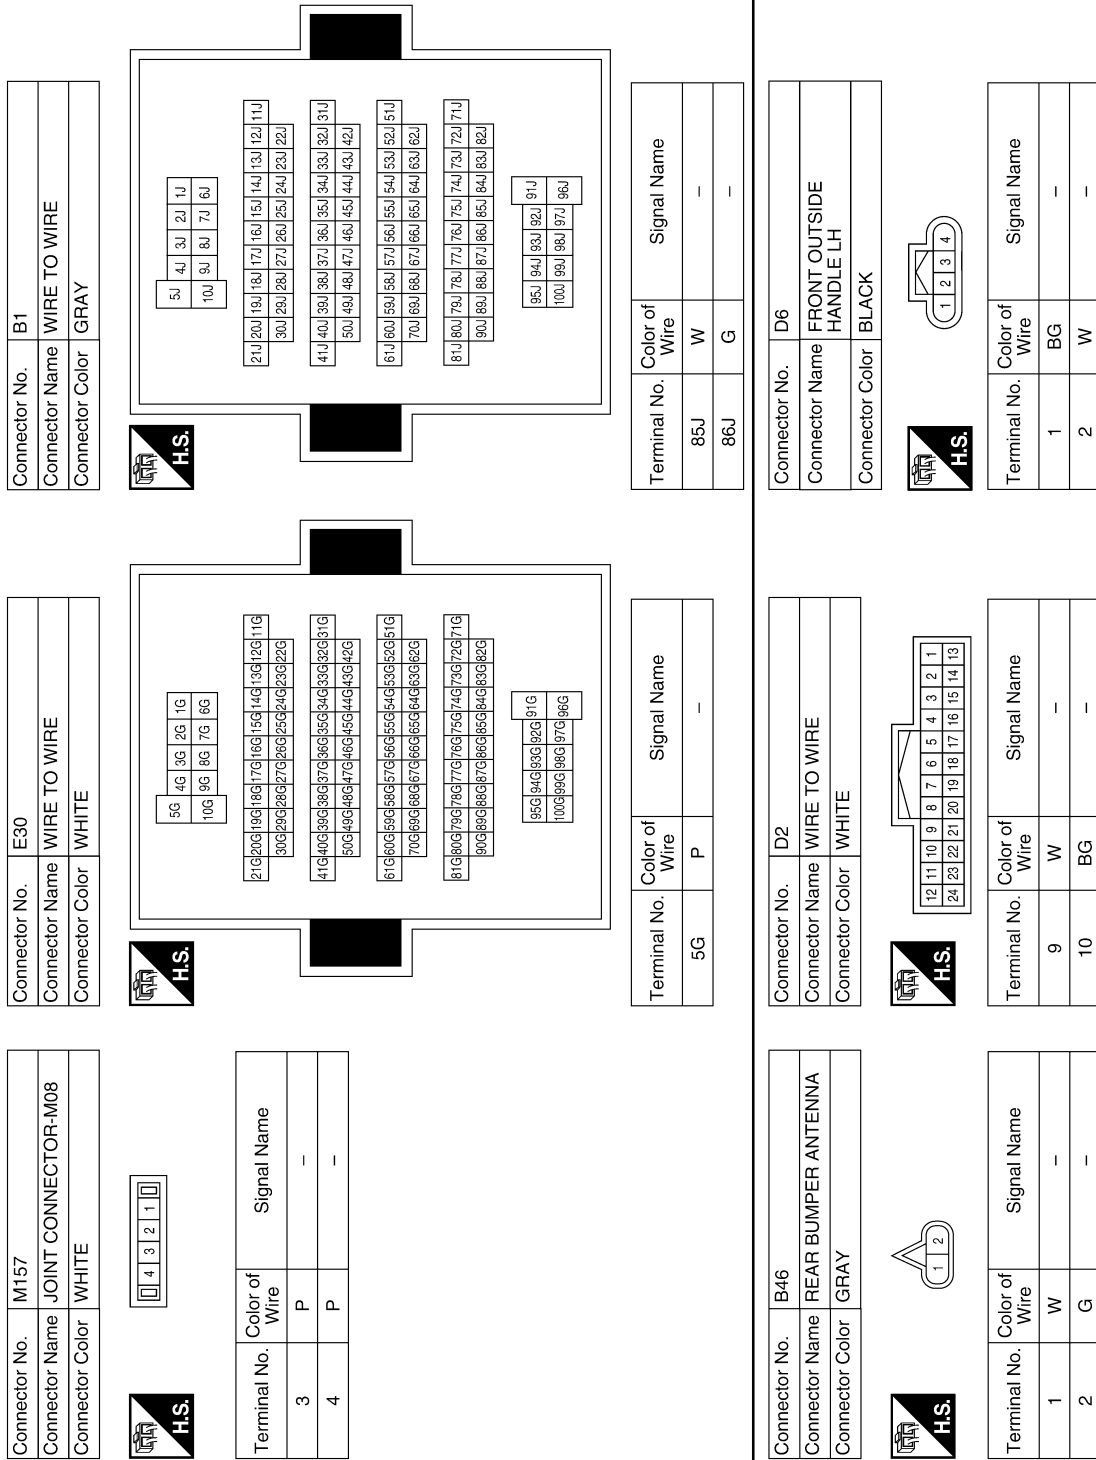 Connector No. M157
Connector Name JOINT CONNECTOR-M08
Connector Color WHITE
H.S.
4 3 2 1
Terminal No. Color of Wire Signal Name
3 P –
4 P –
Connector No. E30
Connector Name WIRE TO WIRE
Connector Color WHITE
H.S.
5G 4G 3G 2G 1G
10G 9G 8G 7G 6G
21G 20G 19G 18G 17G 16G 15G 14G 13G 12G 11G
30G 29G 28G 27G 26G 25G 24G 23G 22G
41G 40G 39G 38G 37G 36G 35G 34G 33G 32G 31G
50G 49G 48G 47G 46G 45G 44G 43G 42G
61G 60G 59G 58G 57G 56G 55G 54G 53G 52G 51G
70G 69G 68G 67G 66G 65G 64G 63G 62G
81G 80G 79G 78G 77G 76G 75G 74G 73G 72G 71G
90G 89G 88G 87G 86G 85G 84G 83G 82G
95G 94G 93G 92G 91G
100G 99G 98G 97G 96G
Terminal No. Color of Wire Signal Name
5G P –
Connector No. B1
Connector Name WIRE TO WIRE
Connector Color GRAY
H.S.
5J 4J 3J 2J 1J
10J 9J 8J 7J 6J
21J 20J 19J 18J 17J 16J 15J 14J 13J 12J 11J
30J 29J 28J 27J 26J 25J 24J 23J 22J
41J 40J 39J 38J 37J 36J 35J 34J 33J 32J 31J
50J 49J 48J 47J 46J 45J 44J 43J 42J
61J 60J 59J 58J 57J 56J 55J 54J 53J 52J 51J
70J 69J 68J 67J 66J 65J 64J 63J 62J
81J 80J 79J 78J 77J 76J 75J 74J 73J 72J 71J
90J 89J 88J 87J 86J 85J 84J 83J 82J
95J 94J 93J 92J 91J
100J 99J 98J 97J 96J
Terminal No. Color of Wire Signal Name
85J W –
86J G –
Connector No. B46
Connector Name REAR BUMPER ANTENNA
Connector Color GRAY
H.S.
1 2
Terminal No. Color of Wire Signal Name
1 W –
2 G –
Connector No. D2
Connector Name WIRE TO WIRE
Connector Color WHITE
H.S.
12 11 10 9 8 7 6 5 4 3 2 1
24 23 22 21 20 19 18 17 16 15 14 13
Terminal No. Color of Wire Signal Name
9 W –
10 BG –
Connector No. D6
Connector Name FRONT OUTSIDE
HANDLE LH
Connector Color BLACK
H.S.
1 2 3 4
Terminal No. Color of Wire Signal Name
1 BG –
2 W –